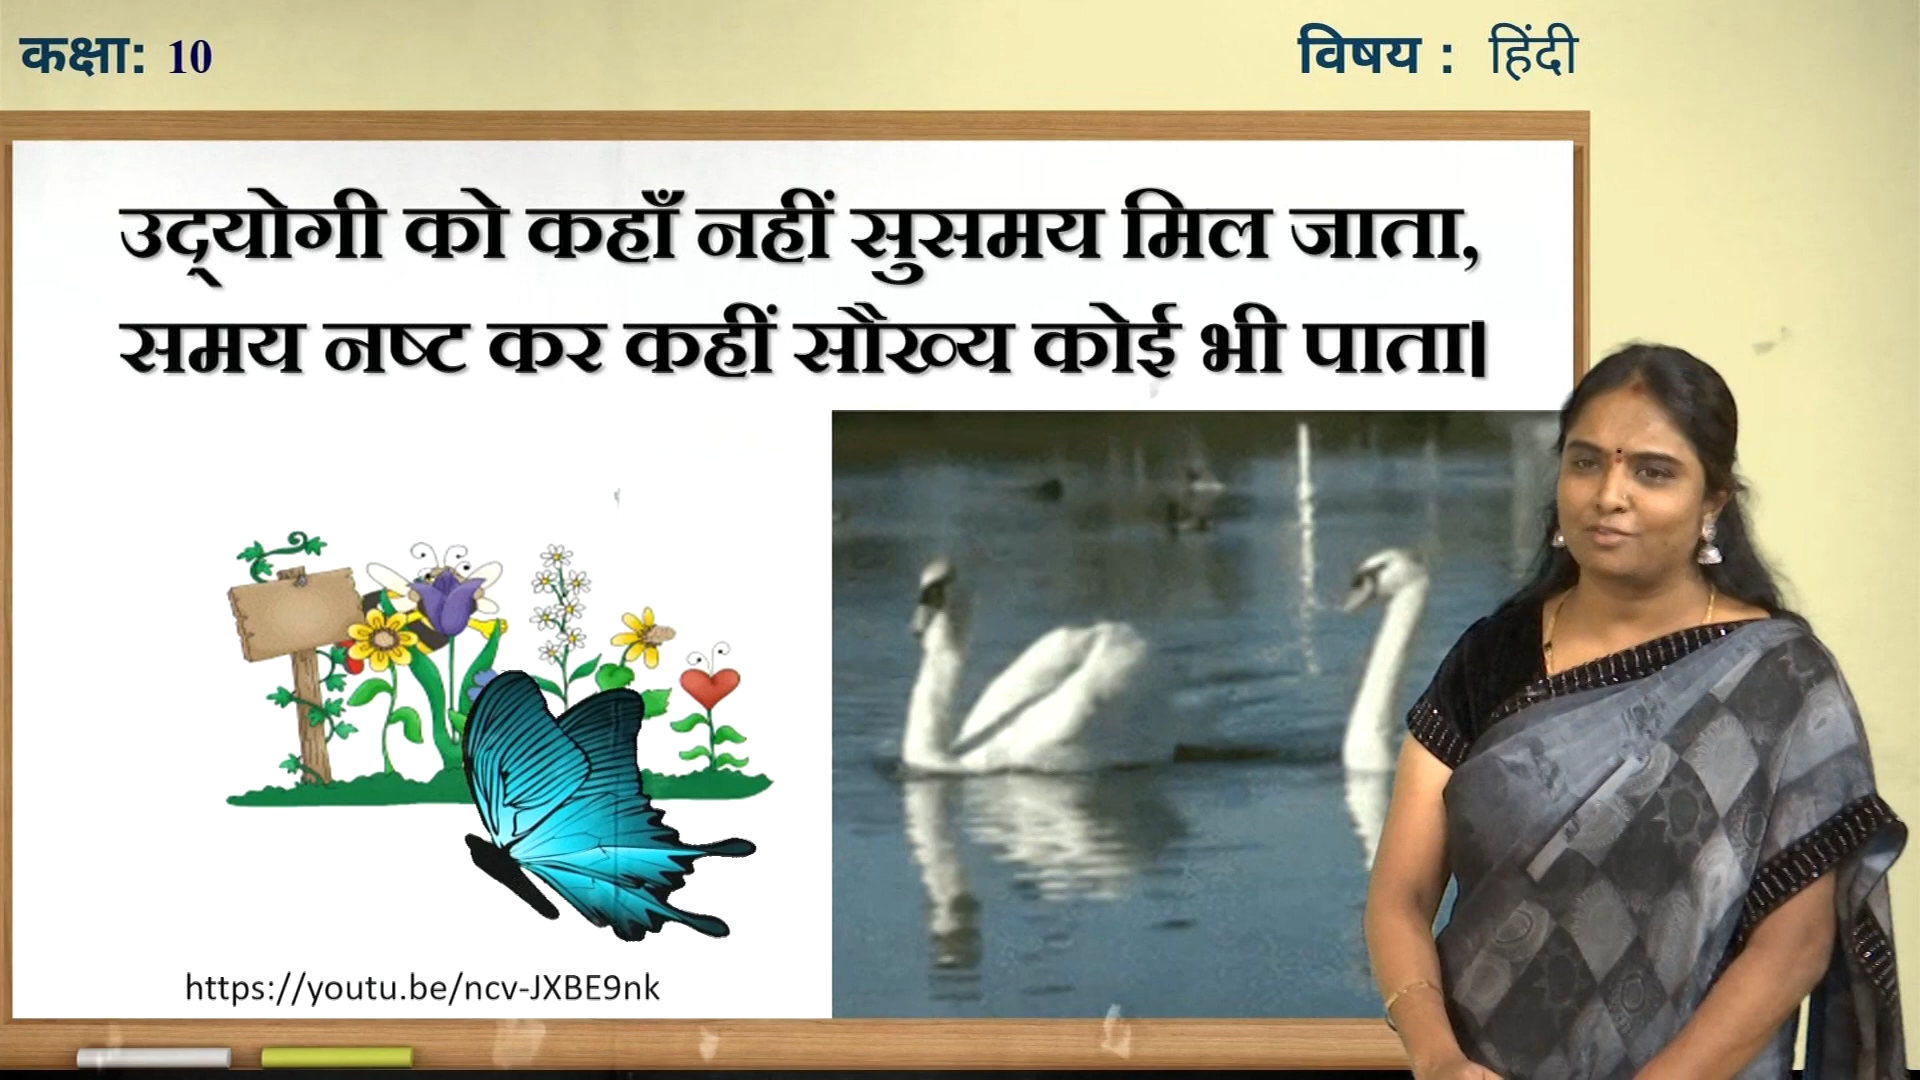 कक्षा: 10
विषय : हिंदी
उद्‌योगी को कहाँ नहीं सुसमय मिल जाता,
समय नष्ट कर कहीं सौख्य कोई भी पाता।
https://youtu.be/ncv-JXBE9nk